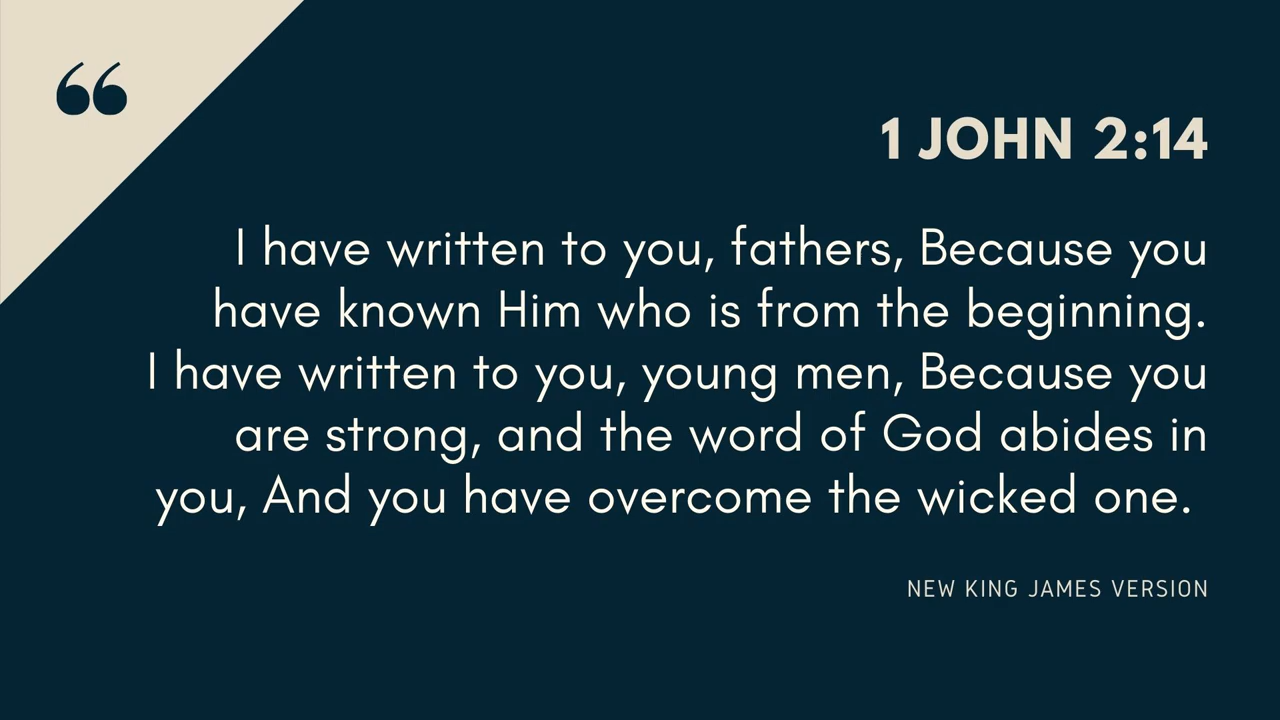 “
1 JOHN 2:14
I have written to you, fathers, Because you
have known Him who is from the beginning.
I have written to you, young men, Because you
are strong, and the word of God abides in
you, And you have overcome the wicked one.
NEW KING JAMES VERSION